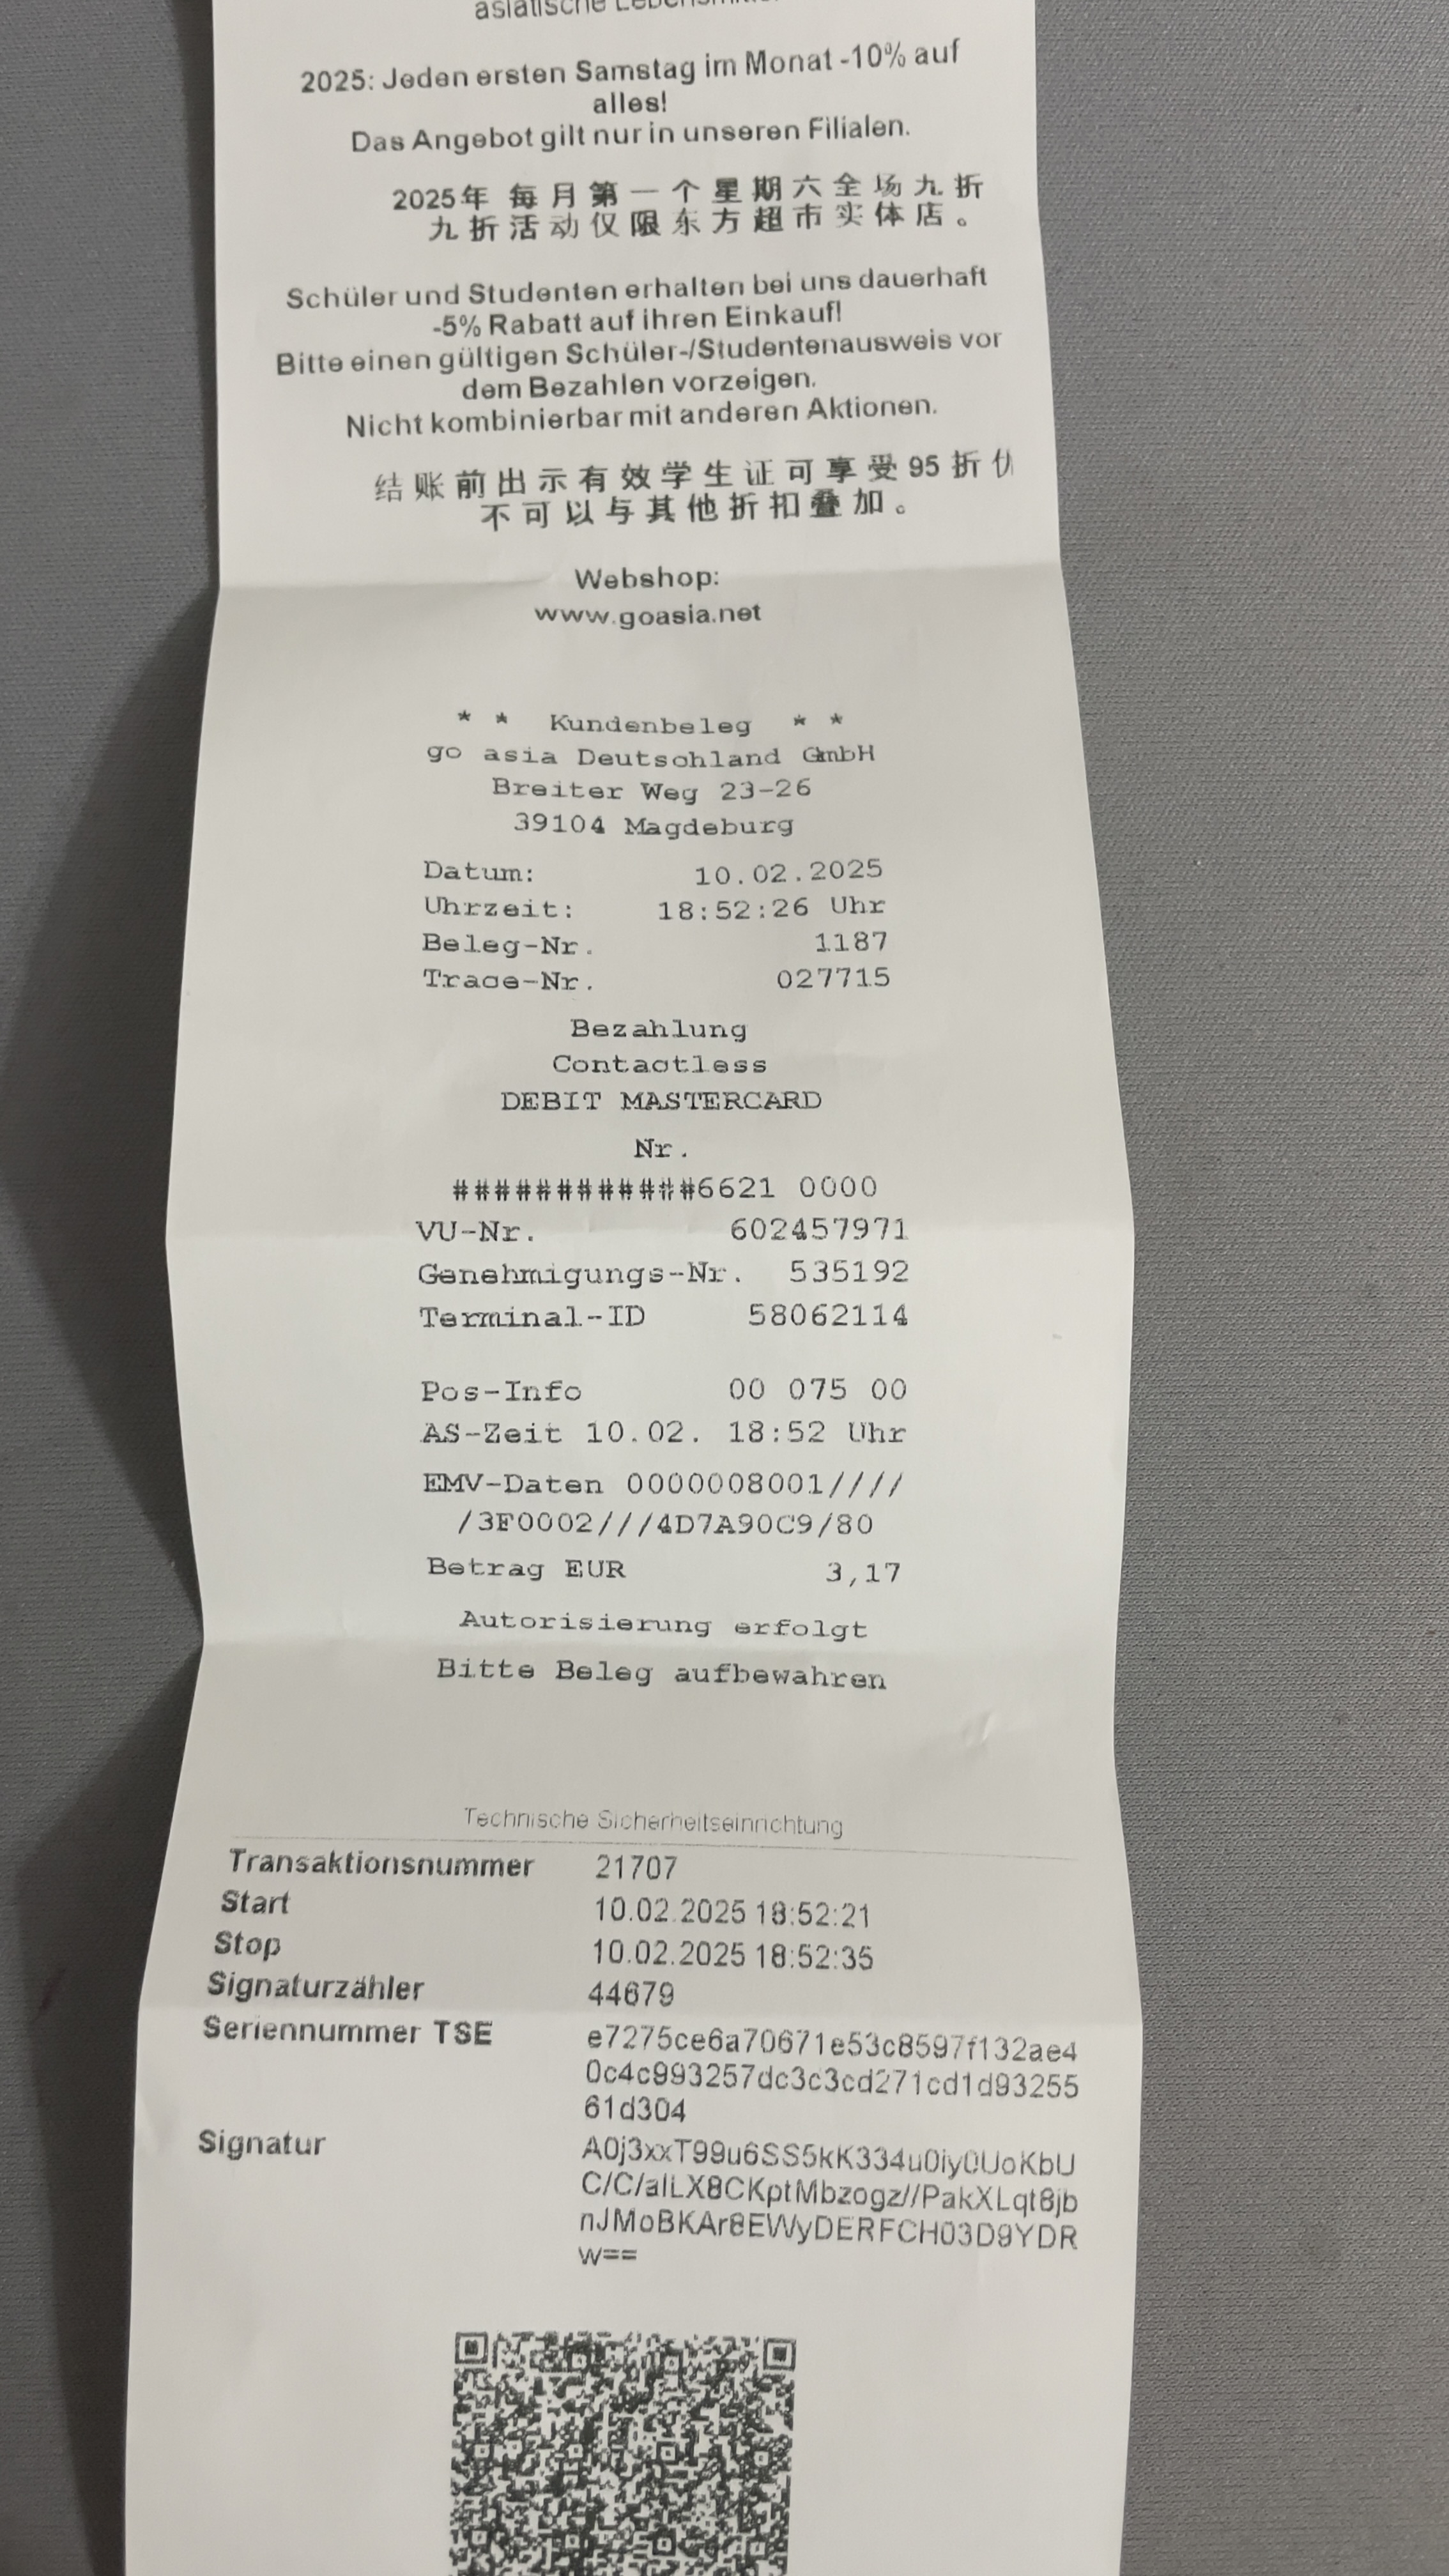 asiatische
2025: Jeden ersten Samstag im Monat -10% auf
alles!
Das Angebot gilt nur in unseren Filialen.
2025年 每月第一个星期六全场九折
九折活动仅限东方超市实体店。
Schüler und Studenten erhalten bei uns dauerhaft
-5% Rabatt auf ihren Einkauf!
Bitte einen gültigen Schüler-/Studentenausweis vor
dem Bezahlen vorzeigen.
Nicht kombinierbar mit anderen Aktionen.
结账前出示有效学生证可享受95折
不可以与其他折扣叠加。
Webshop:
www.goasia.net
* * Kundenbeleg * *
go asia Deutschland GmbH
Breiter Weg 23-26
39104 Magdeburg
Datum: 10.02.2025
Uhrzeit: 18:52:26 Uhr
Beleg-Nr. 1187
Trace-Nr. 027715
Bezahlung
Contactless
DEBIT MASTERCARD
Nr.
############6621 0000
VU-Nr. 602457971
Genehmigungs-Nr. 535192
Terminal-ID 58062114
Pos-Info 00 075 00
AS-Zeit 10.02. 18:52 Uhr
EMV-Daten 0000008001////
/3F0002///4D7A90C9/80
Betrag EUR 3,17
Autorisierung erfolgt
Bitte Beleg aufbewahren
Technische Sicherheitseinrichtung
Transaktionsnummer 21707
Start 10.02.2025 18:52:21
Stop 10.02.2025 18:52:35
Signaturzähler 44679
Seriennummer TSE e7275ce6a70671e53c8597f132ae4
0c4c993257dc3c3cd271cd1d93255
61d304
Signatur A0j3xxT99u6SS5kK334u0iy0UoKbU
C/C/alLX8CKptMbzogz//PakXLqt8jb
nJMoBKAr8EWyDERFCH03D9YDR
w==